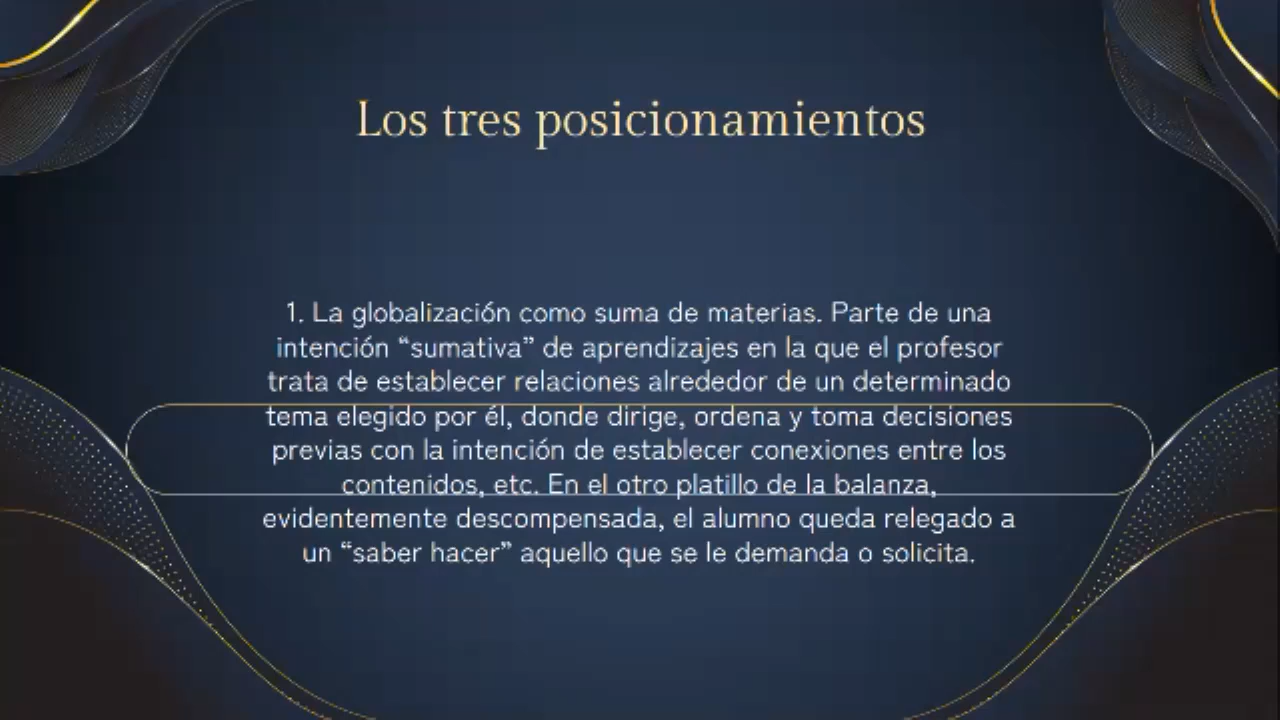 Los tres posicionamientos
1. La globalización como suma de materias. Parte de una
intención “sumativa” de aprendizajes en la que el profesor
trata de establecer relaciones alrededor de un determinado
tema elegido por él, donde dirige, ordena y toma decisiones
previas con la intención de establecer conexiones entre los
contenidos, etc. En el otro platillo de la balanza,
evidentemente descompensada, el alumno queda relegado a
un “saber hacer” aquello que se le demanda o solicita.